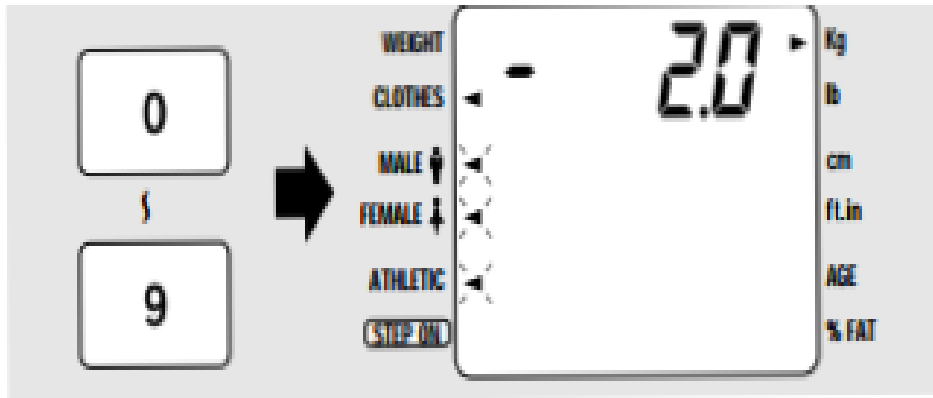 0
9
WEIGHT
CLOTHES
MALE
FEMALE
ATHLETIC
STEP ON
- 2.0
Kg
lb
cm
ft.in
AGE
% FAT